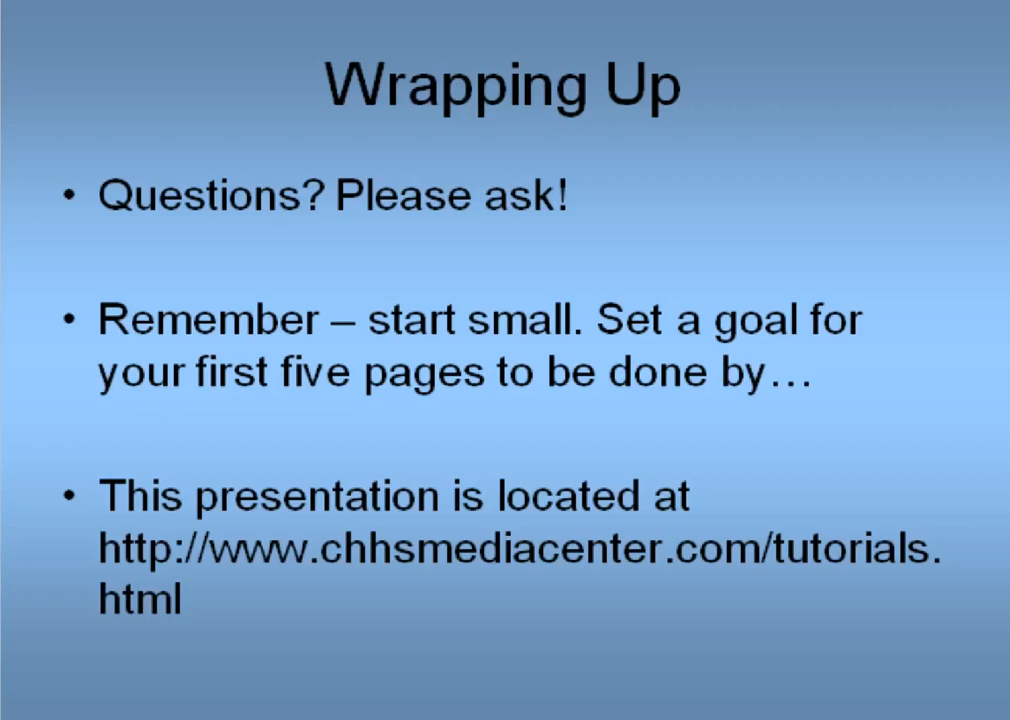 Wrapping Up
• Questions? Please ask!
• Remember – start small. Set a goal for
your first five pages to be done by…
• This presentation is located at
http://www.chhsmediacenter.com/tutorials.
html